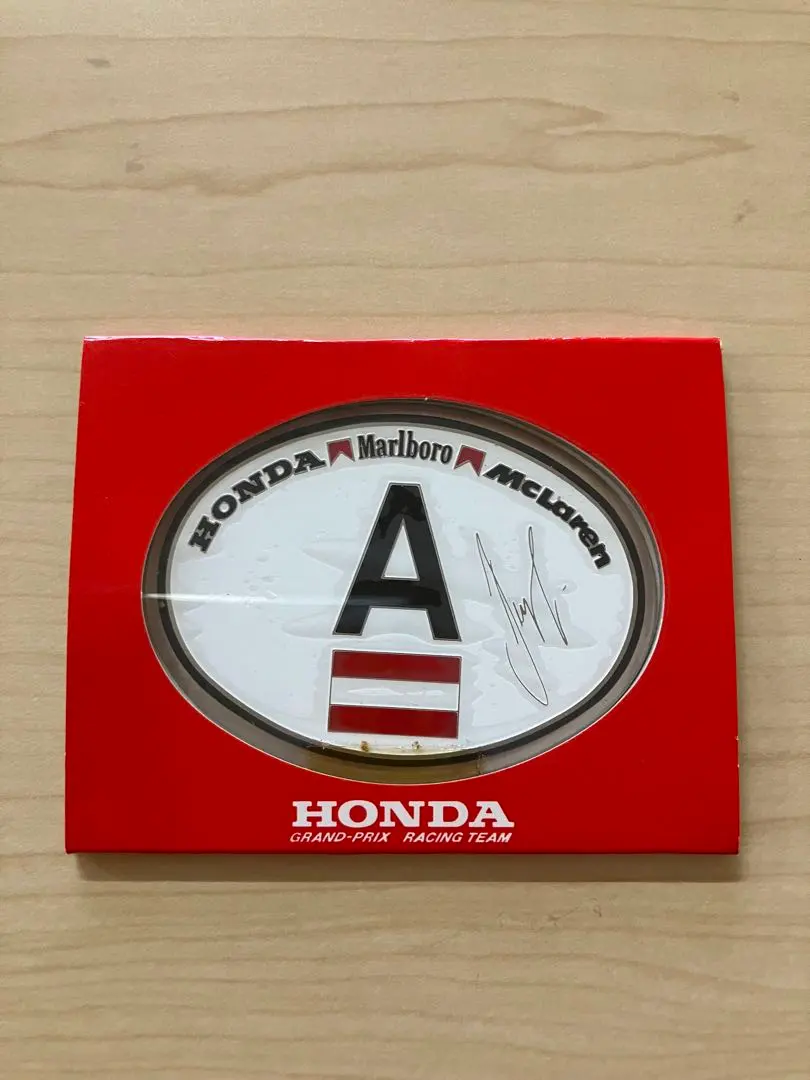 HONDA Marlboro McLaren
A
HONDA
GRAND-PRIX RACING TEAM